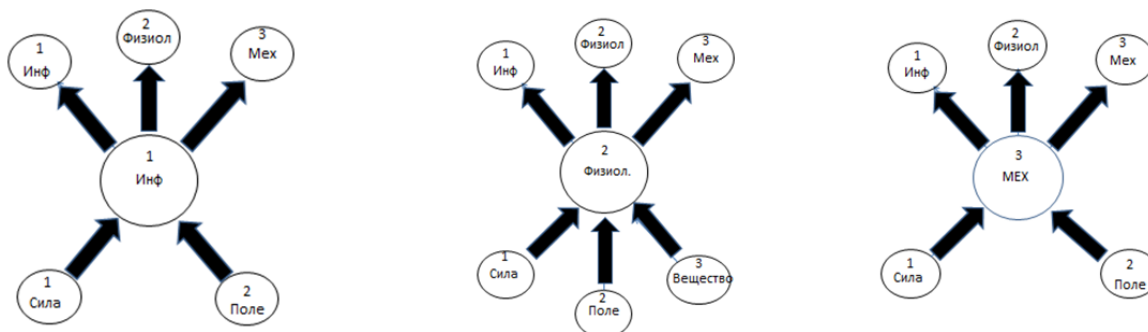 1
Инф
2
Физиол
3
Мех
1
Инф
1
Сила
2
Поле
1
Инф
2
Физиол
3
Мех
2
Физиол.
1
Сила
2
Поле
3
Вещество
1
Инф
2
Физиол
3
Мех
3
МЕХ
1
Сила
2
Поле